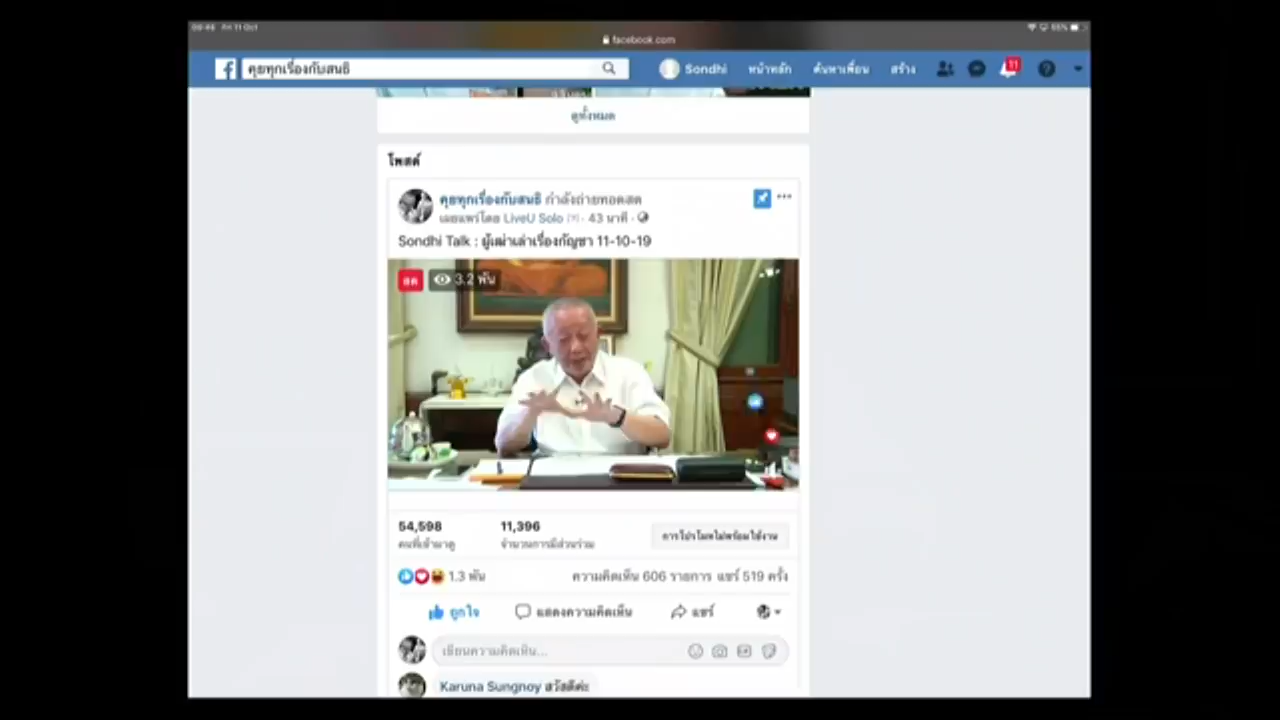 09:46 Fri 11 Oct
55%
facebook.com
คุยทุกเรื่องกับสนธิ
Sondhi หน้าหลัก ค้นหาเพื่อน สร้าง 11
ดูทั้งหมด
โพสต์
คุยทุกเรื่องกับสนธิ กำลังถ่ายทอดสด
เผยแพร่โดย LiveU Solo [?] · 43 นาที ·
Sondhi Talk : ผู้เฒ่าเล่าเรื่องกัญชา 11-10-19
สด 3.2 พัน
54,598 11,396
คนที่เข้ามาดู จำนวนการมีส่วนร่วม
การโปรโมทไม่พร้อมใช้งาน
1.3 พัน ความคิดเห็น 606 รายการ แชร์ 519 ครั้ง
ถูกใจ แสดงความคิดเห็น แชร์
เขียนความคิดเห็น...
Karuna Sungnoy สวัสดีค่ะ